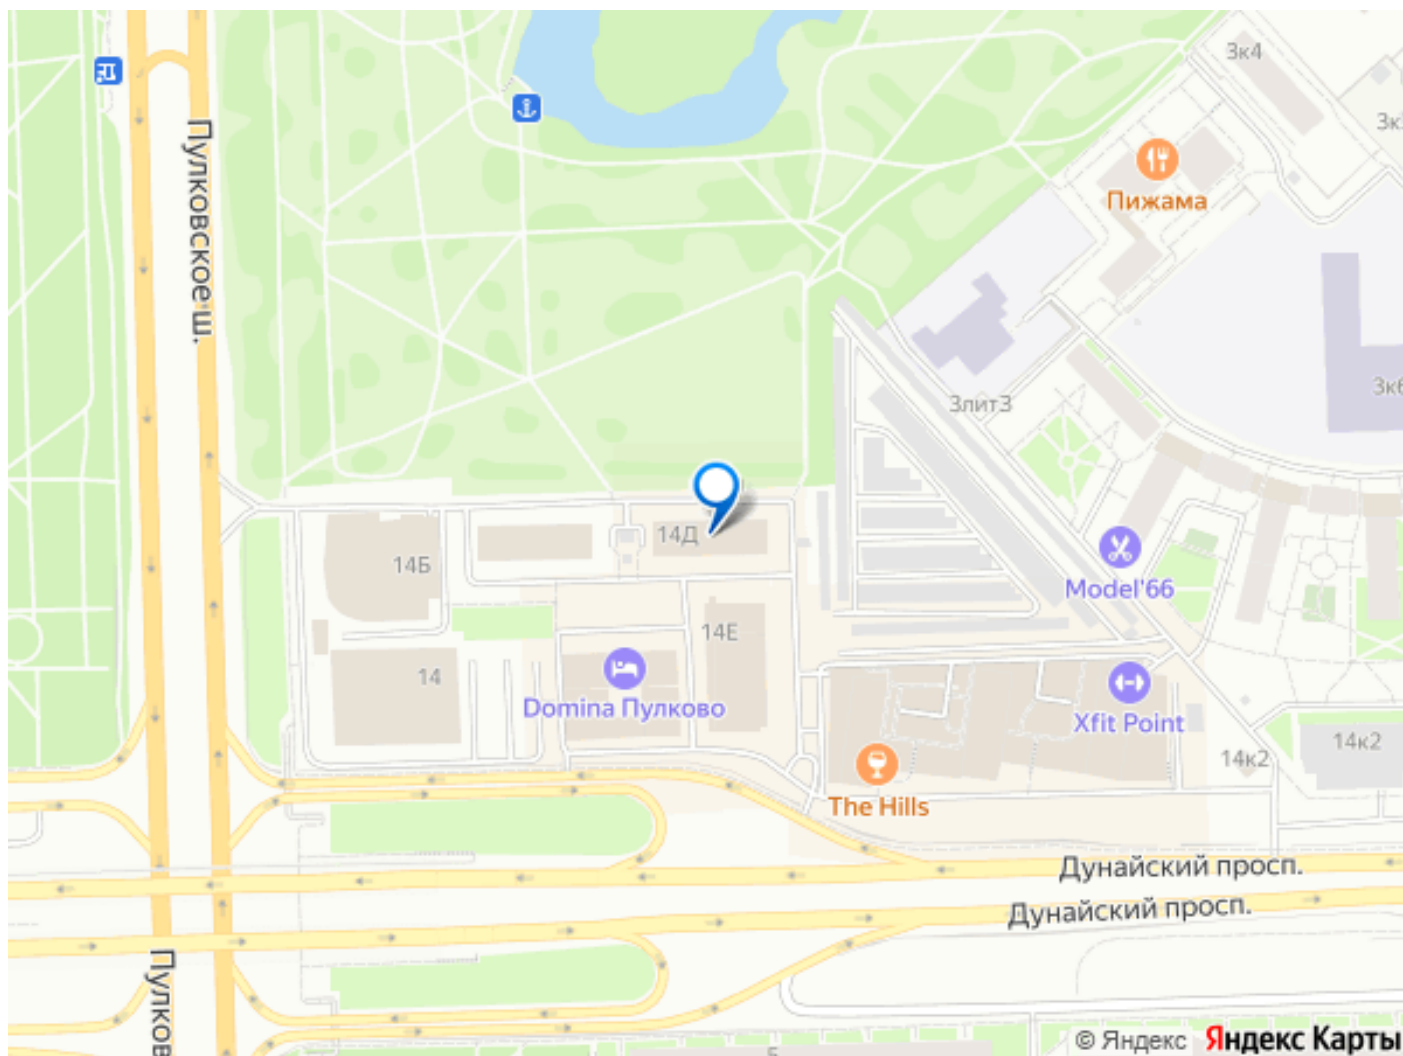 3к4
3к
Пижама
Пулковское ш.
3лит3
3к6
14Д
14Б
Model'66
14Е
14
Domina Пулково
Xfit Point
14к2
14к2
The Hills
Дунайский просп.
Дунайский просп.
Пулков
5
© Яндекс Яндекс Карты